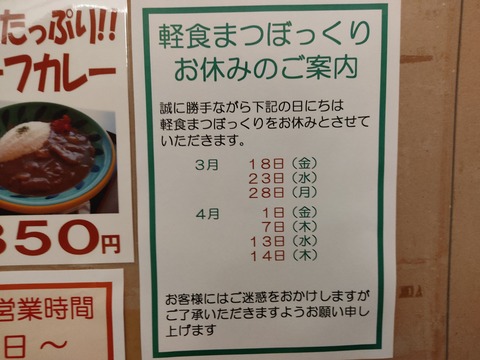 たっぷり!!
ーフカレー
350円
営業時間
日～
軽食まつぼっくり
お休みのご案内
誠に勝手ながら下記の日にちは
軽食まつぼっくりをお休みとさせて
いただきます。
3月 18日(金)
23日(水)
28日(月)
4月 1日(金)
7日(木)
13日(水)
14日(木)
お客様にはご迷惑をおかけしますが
ご了承いただきますようお願い申し
上げます